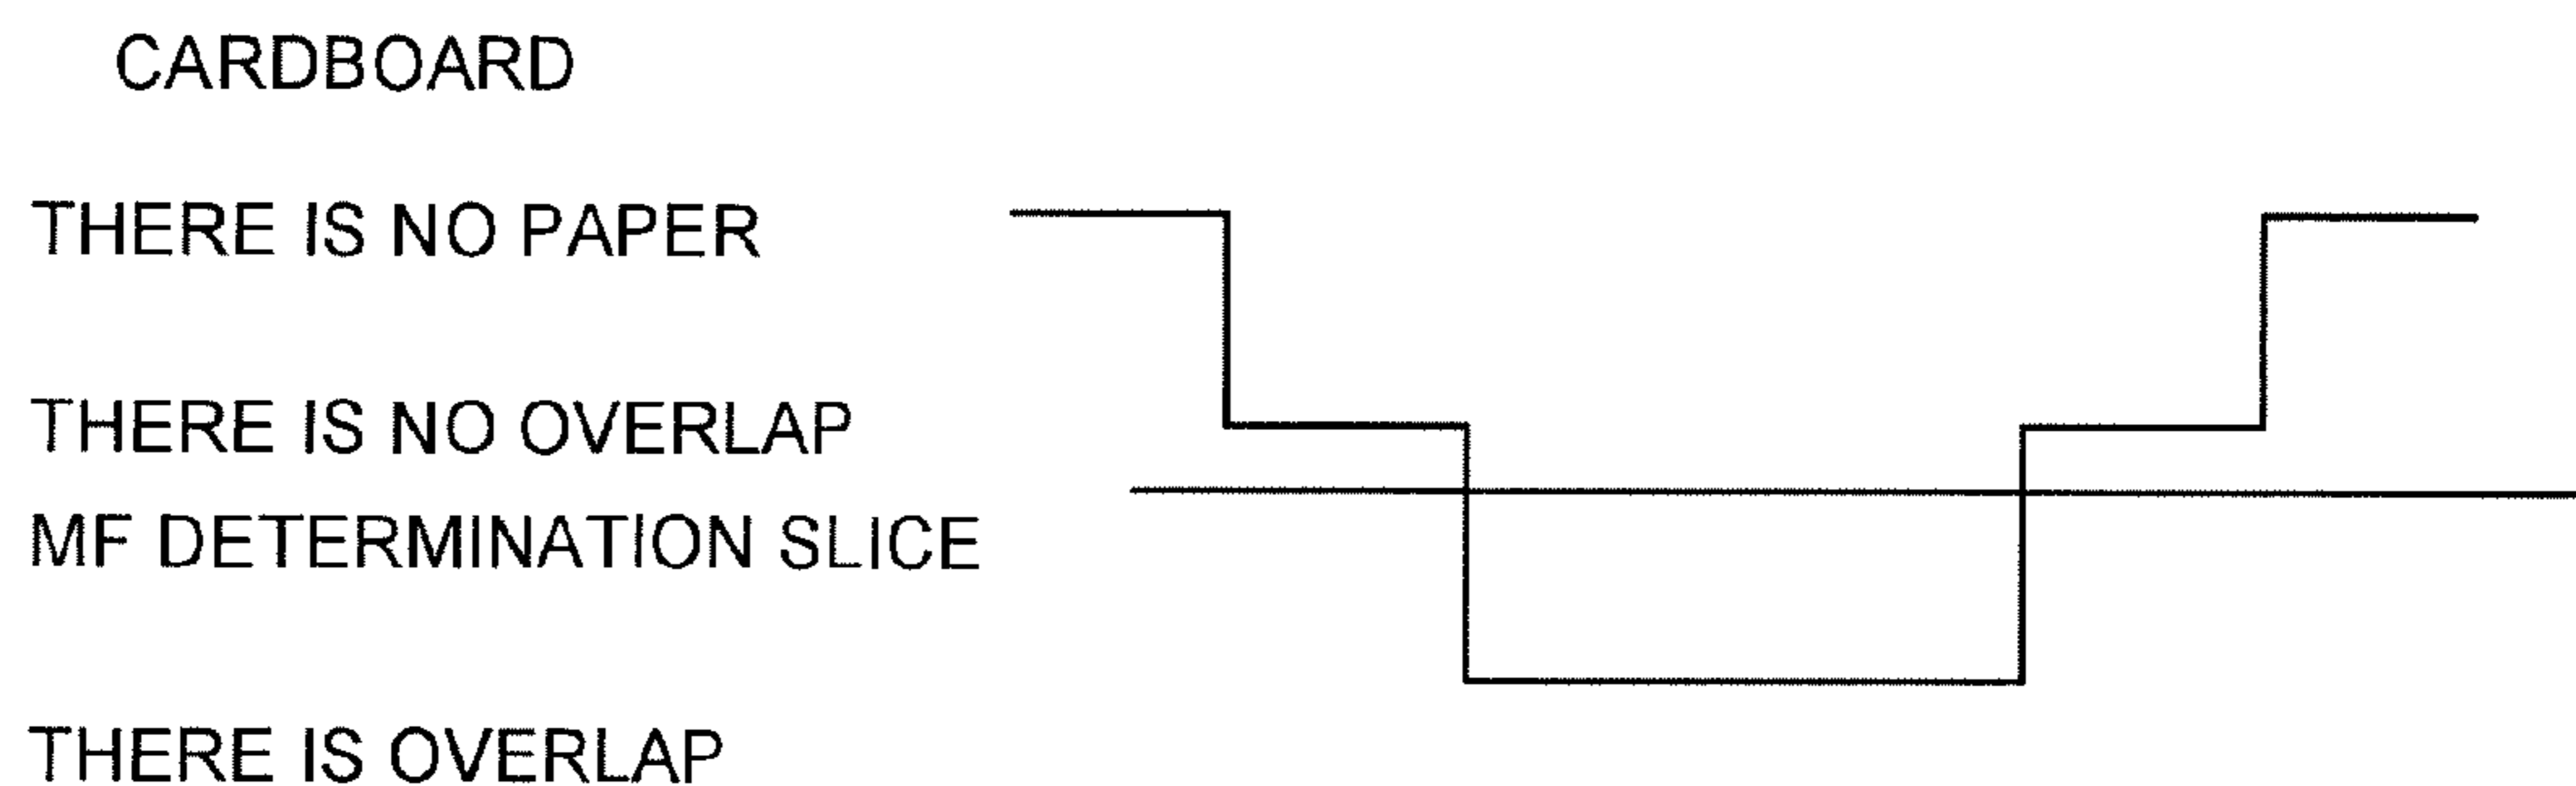 CARDBOARD
THERE IS NO PAPER
THERE IS NO OVERLAP
MF DETERMINATION SLICE
THERE IS OVERLAP